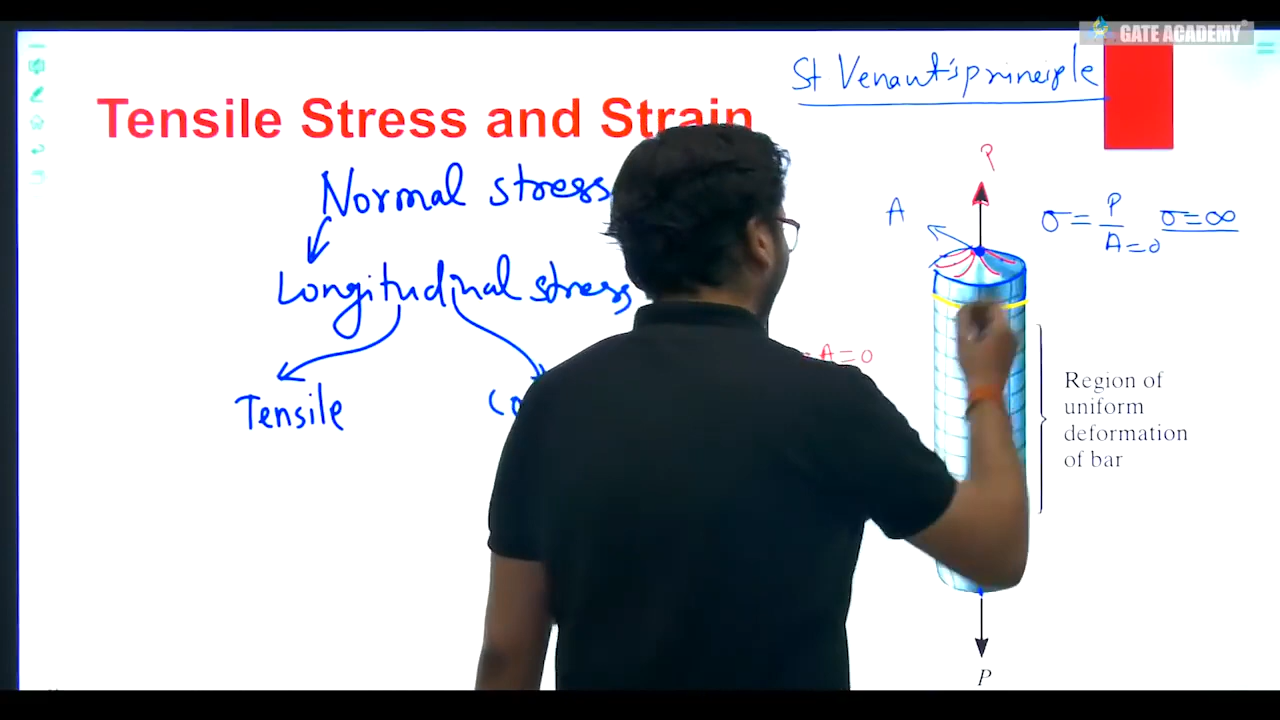 GATE ACADEMY
St Venaut's principle
Tensile Stress and Strain
P
Normal stress
A
σ = P/A=0 σ=∞
Longitudinal stress
A=0
Region of
uniform
deformation
of bar
Tensile
P